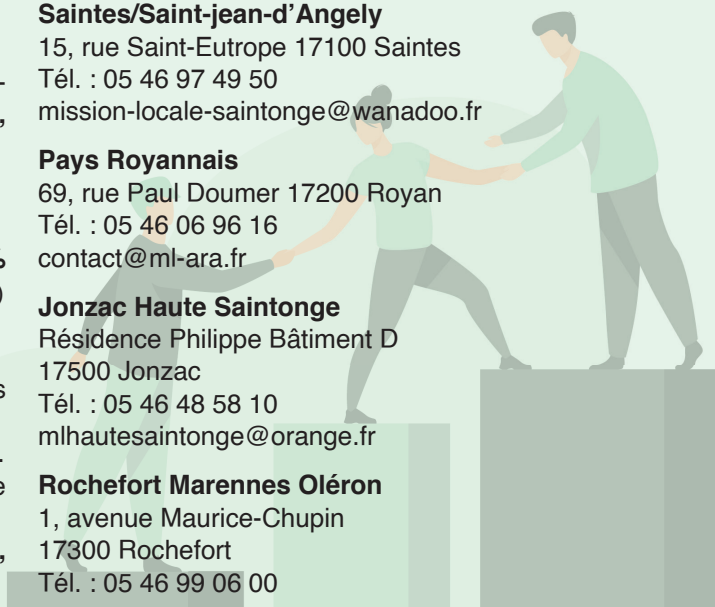 Saintes/Saint-jean-d’Angely
15, rue Saint-Eutrope 17100 Saintes
Tél. : 05 46 97 49 50
mission-locale-saintonge@wanadoo.fr
Pays Royannais
69, rue Paul Doumer 17200 Royan
Tél. : 05 46 06 96 16
contact@ml-ara.fr
Jonzac Haute Saintonge
Résidence Philippe Bâtiment D
17500 Jonzac
Tél. : 05 46 48 58 10
mlhautesaintonge@orange.fr
Rochefort Marennes Oléron
1, avenue Maurice-Chupin
17300 Rochefort
Tél. : 05 46 99 06 00